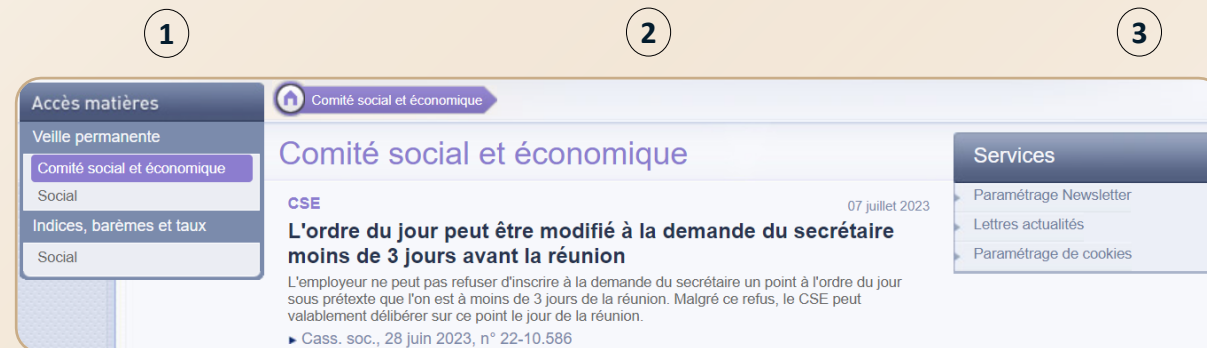 1
2
3
Accès matières
Veille permanente
Comité social et économique
Social
Indices, barèmes et taux
Social
Comité social et économique
Comité social et économique
CSE
07 juillet 2023
L'ordre du jour peut être modifié à la demande du secrétaire
moins de 3 jours avant la réunion
L'employeur ne peut pas refuser d'inscrire à la demande du secrétaire un point à l'ordre du jour
sous prétexte que l'on est à moins de 3 jours de la réunion. Malgré ce refus, le CSE peut
valablement délibérer sur ce point le jour de la réunion.
Cass. soc., 28 juin 2023, n° 22-10.586
Services
Paramétrage Newsletter
Lettres actualités
Paramétrage de cookies